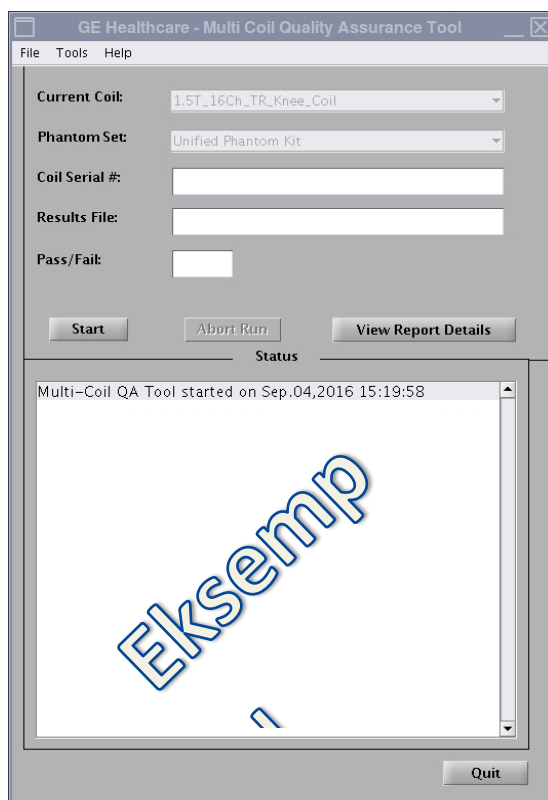 GE Healthcare - Multi Coil Quality Assurance Tool
File Tools Help
Current Coil: 1.5T_16Ch_TR_Knee_Coil
Phantom Set: Unified Phantom Kit
Coil Serial #:
Results File:
Pass/Fail:
Start Abort Run View Report Details
Status
Multi-Coil QA Tool started on Sep.04,2016 15:19:58
Eksemp
Quit